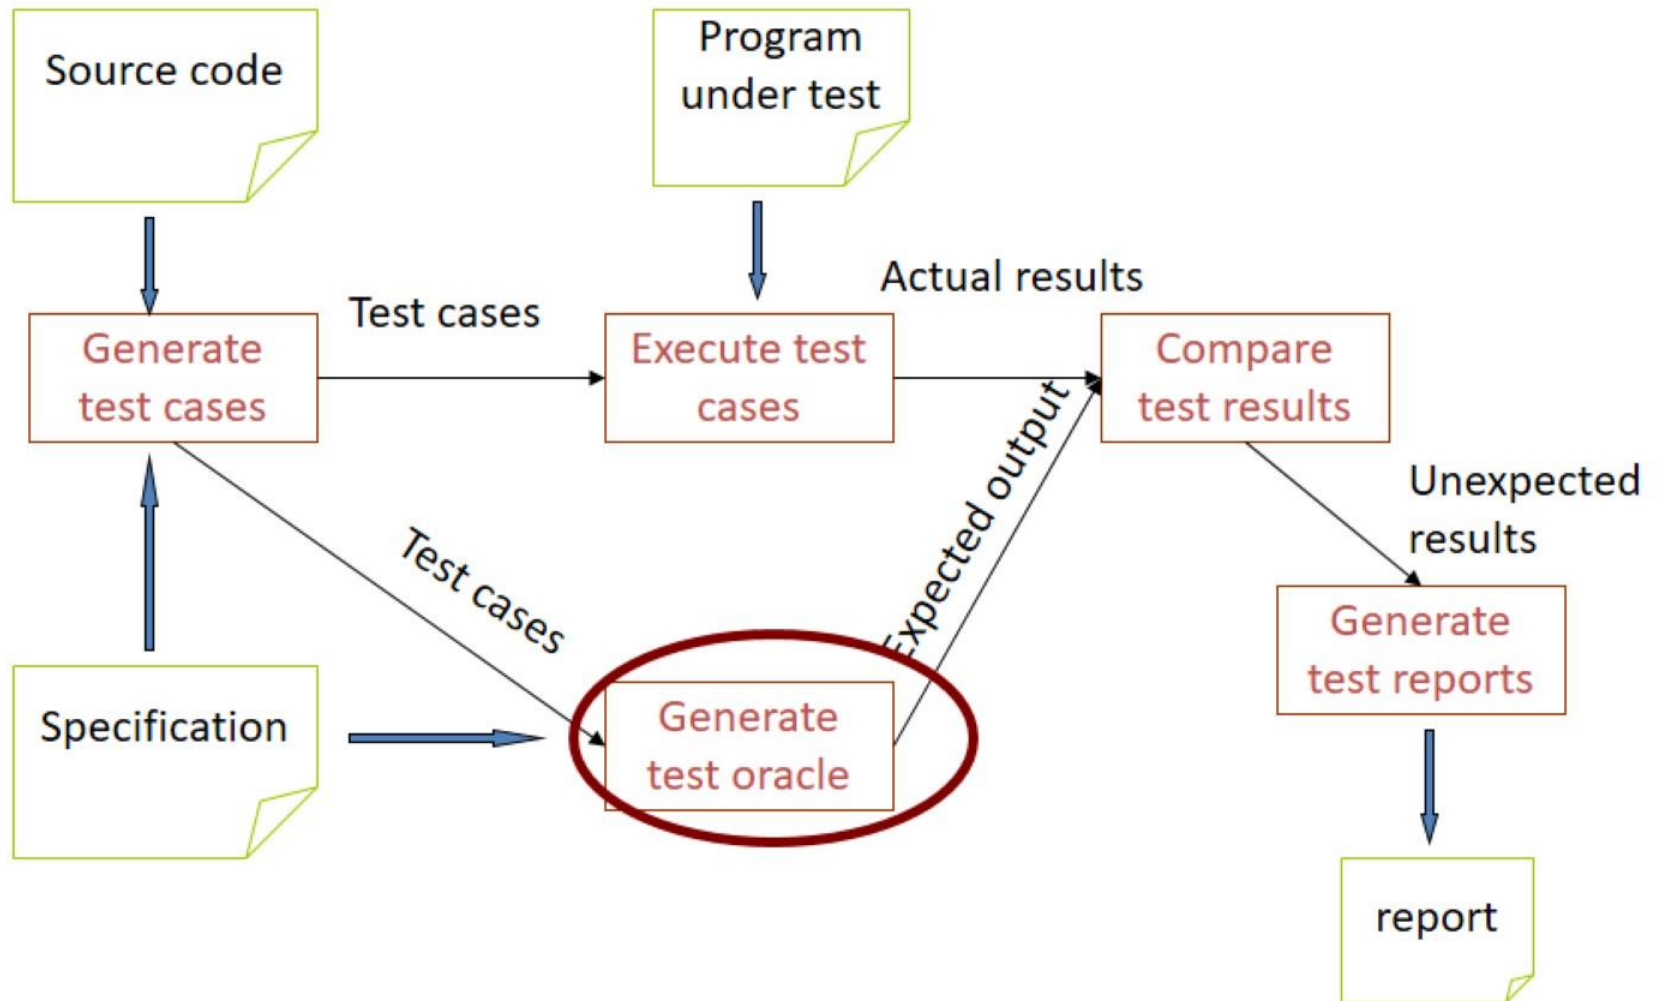 Source code
Program
under test
Actual results
Test cases
Generate
test cases
Execute test
cases
Compare
test results
Expected output
Unexpected
results
Test cases
Generate
test reports
Specification
Generate
test oracle
report